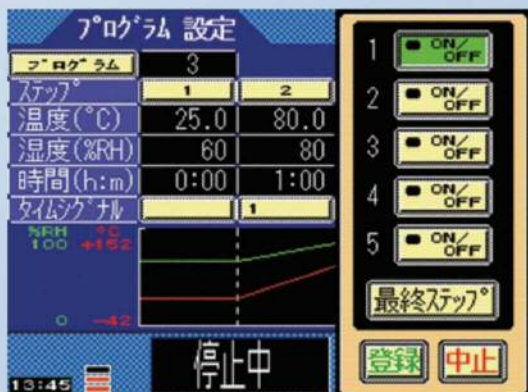 プログラム 設定
プログラム 3
ステップ 1 2
温度(°C) 25.0 80.0
湿度(%RH) 60 80
時間(h:m) 0:00 1:00
タイムシグナル 1
%RH °C
100 +152
0 -42
13:45
停止中
1 ON/OFF
2 ON/OFF
3 ON/OFF
4 ON/OFF
5 ON/OFF
最終ステップ
登録 中止